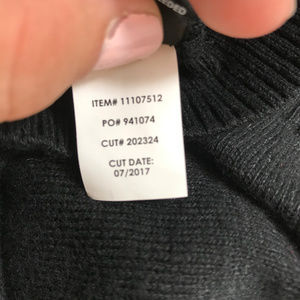 ITEM# 11107512
PO# 941074
CUT# 202324
CUT DATE:
07/2017